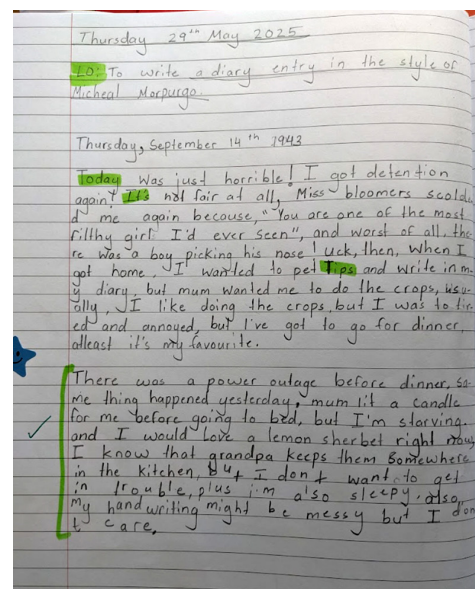 Thursday 29th May 2025
LO: To write a diary entry in the style of
Micheal Morpurgo.
Thursday, September 14th 1943
Today was just horrible! I got detention
again! It's not fair at all, Miss bloomers scolde
d me again because, "You are one of the most
filthy girl I'd ever seen", and worst of all, the
re was a boy picking his nose! Uck, then, when I
got home, I wanted to pet Tips and write in m
y diary, but mum wanted me to do the crops, usu
ally, I like doing the crops, but I was to tir
ed and annoyed, but I've got to go for dinner,
atleast it's my favourite.
There was a power outage before dinner, sa
me thing happened yesterday, mum lit a candle
for me before going to bed, but I'm starving.
and I would love a lemon sherbet right now,
I know that grandpa keeps them somewhere
in the kitchen, but I don't want to get
in trouble, plus i'm also sleepy, also,
my handwriting might be messy but I don
t care.